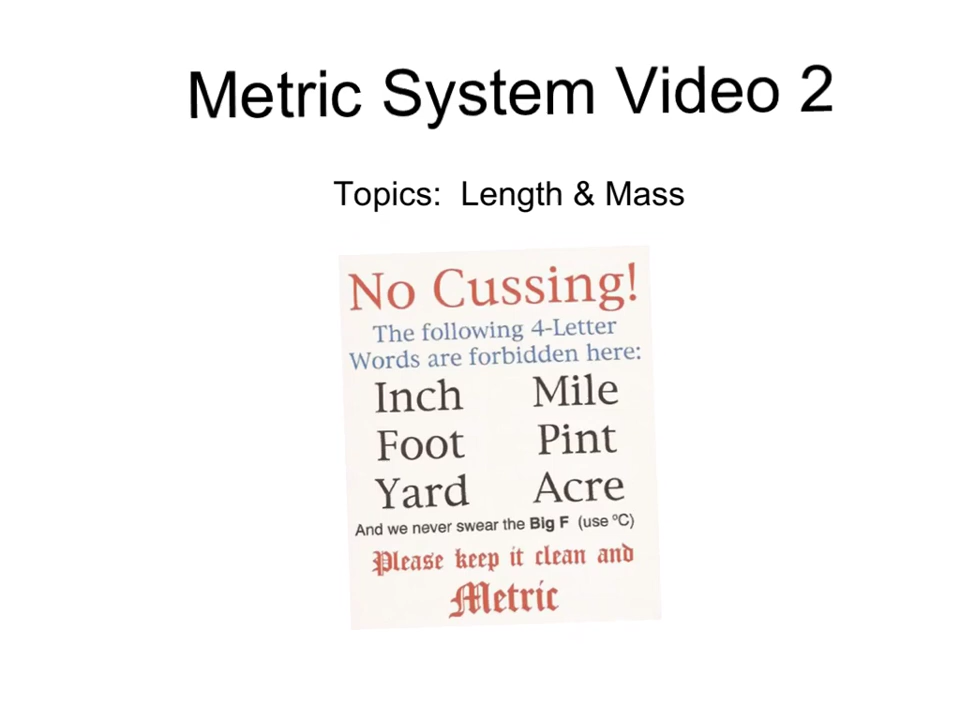 Metric System Video 2
Topics: Length & Mass
No Cussing!
The following 4-Letter
Words are forbidden here:
Inch Mile
Foot Pint
Yard Acre
And we never swear the Big F (use ºC)
Please keep it clean and
Metric